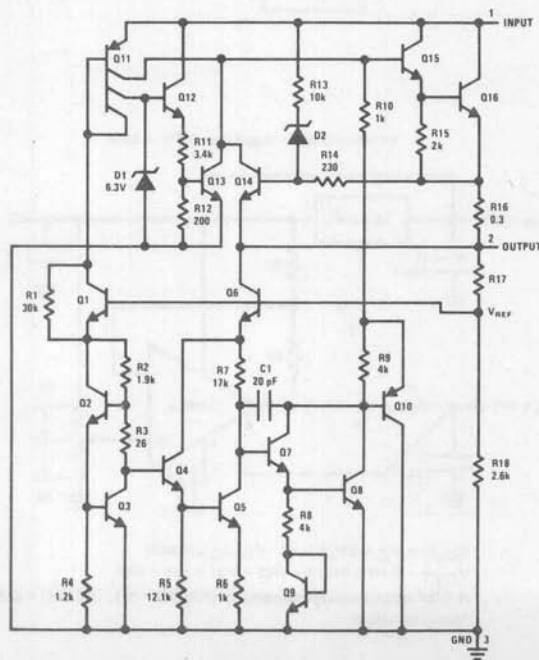 1
INPUT
Q11
Q15
Q12
Q16
R13
10k
R10
1k
D2
R11
3.4k
R15
2k
R14
230
D1
6.3V
Q13
Q14
R12
200
R16
0.3
2
OUTPUT
R17
R1
30k
Q1
Q6
VREF
R2
1.9k
R7
17k
C1
20 pF
R9
4k
Q2
Q10
R3
26
Q4
Q7
R18
2.6k
Q3
Q5
Q8
R8
4k
R4
1.2k
R5
12.1k
R6
Q9
GND
3